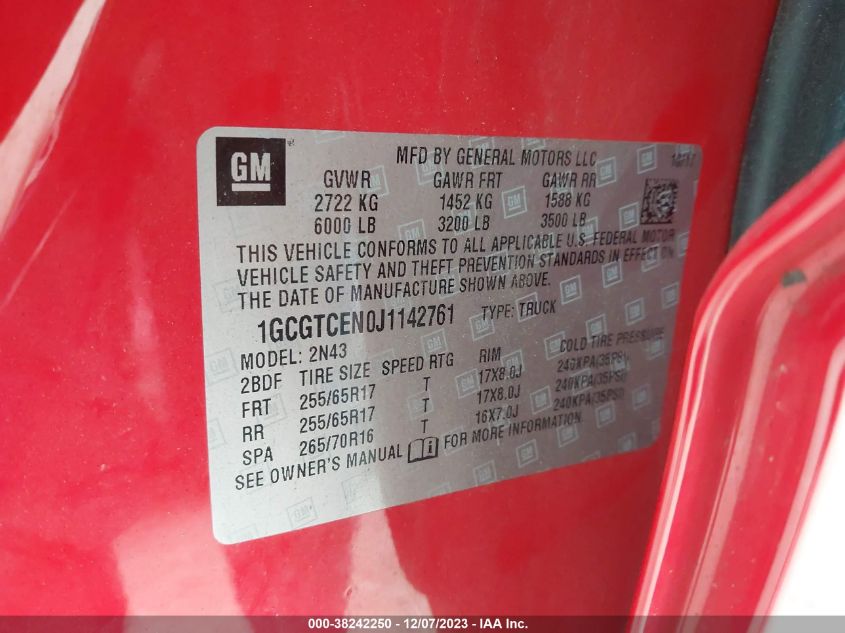 GM
MFD BY GENERAL MOTORS LLC
GVWR GAWR FRT GAWR RR
2722 KG 1452 KG 1588 KG
6000 LB 3200 LB 3500 LB
THIS VEHICLE CONFORMS TO ALL APPLICABLE U.S. FEDERAL MOTOR
VEHICLE SAFETY AND THEFT PREVENTION STANDARDS IN EFFECT ON
THE DATE OF MANUFACTURE SHOWN ABOVE.
1GCGTCEN0J1142761 TYPE: TRUCK
MODEL: 2N43
2BDF TIRE SIZE SPEED RTG RIM COLD TIRE PRESSURE
FRT 255/65R17 T 17X8.0J 240KPA(35PSI)
RR 255/65R17 T 17X8.0J 240KPA(35PSI)
SPA 265/70R16 T 16X7.0J 240KPA(35PSI)
SEE OWNER'S MANUAL FOR MORE INFORMATION.
000-38242250 - 12/07/2023 - IAA Inc.